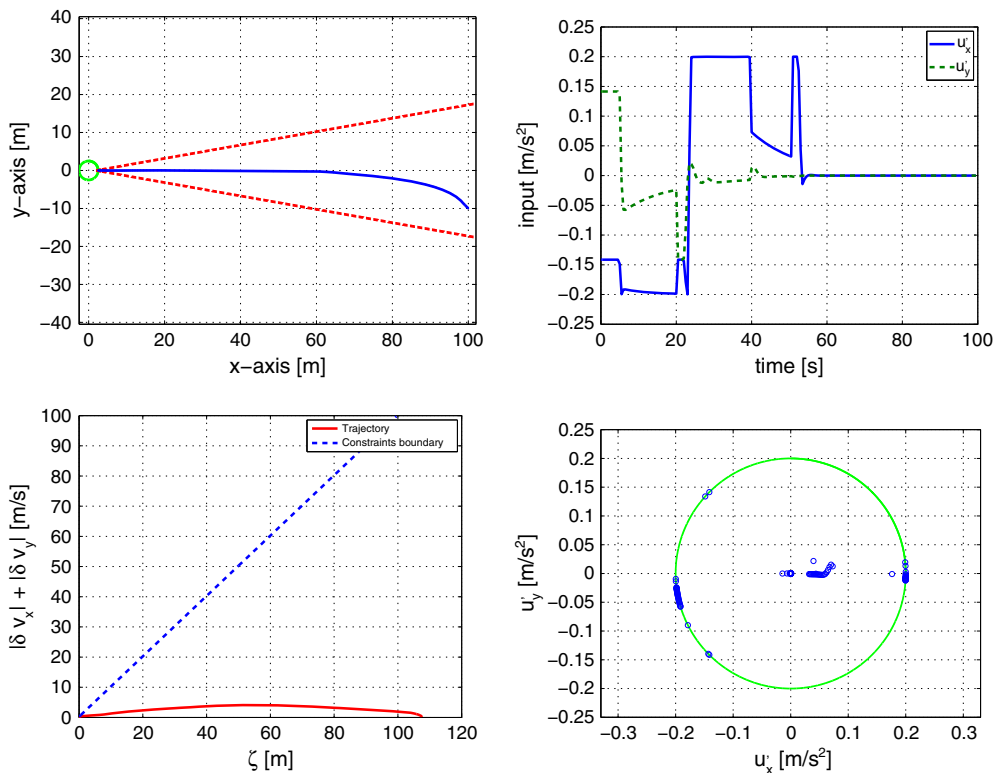 40
30
20
10
0
−10
−20
−30
−40
y−axis [m]
0 20 40 60 80 100
x−axis [m]
0.25
0.2
0.15
0.1
0.05
0
−0.05
−0.1
−0.15
−0.2
−0.25
input [m/s²]
u'x
u'y
0 20 40 60 80 100
time [s]
100
90
80
70
60
50
40
30
20
10
0
|δ vx| + |δ vy| [m/s]
Trajectory
Constraints boundary
0 20 40 60 80 100 120
ζ [m]
0.25
0.2
0.15
0.1
0.05
0
−0.05
−0.1
−0.15
−0.2
−0.25
u'y [m/s²]
−0.3 −0.2 −0.1 0 0.1 0.2 0.3
u'x [m/s²]